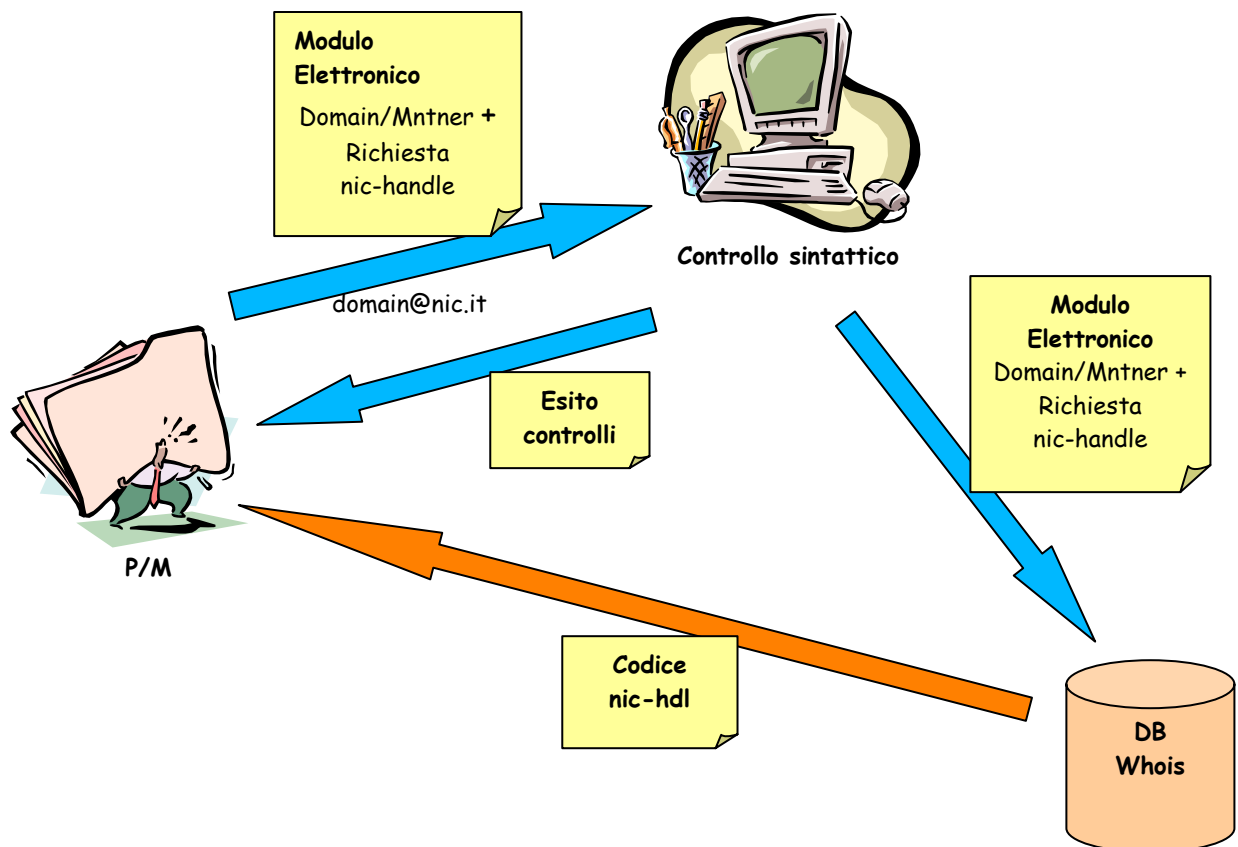 Modulo
Elettronico
Domain/Mntner +
Richiesta
nic-handle
Controllo sintattico
domain@nic.it
Modulo
Elettronico
Domain/Mntner +
Richiesta
nic-handle
Esito
controlli
P/M
Codice
nic-hdl
DB
Whois